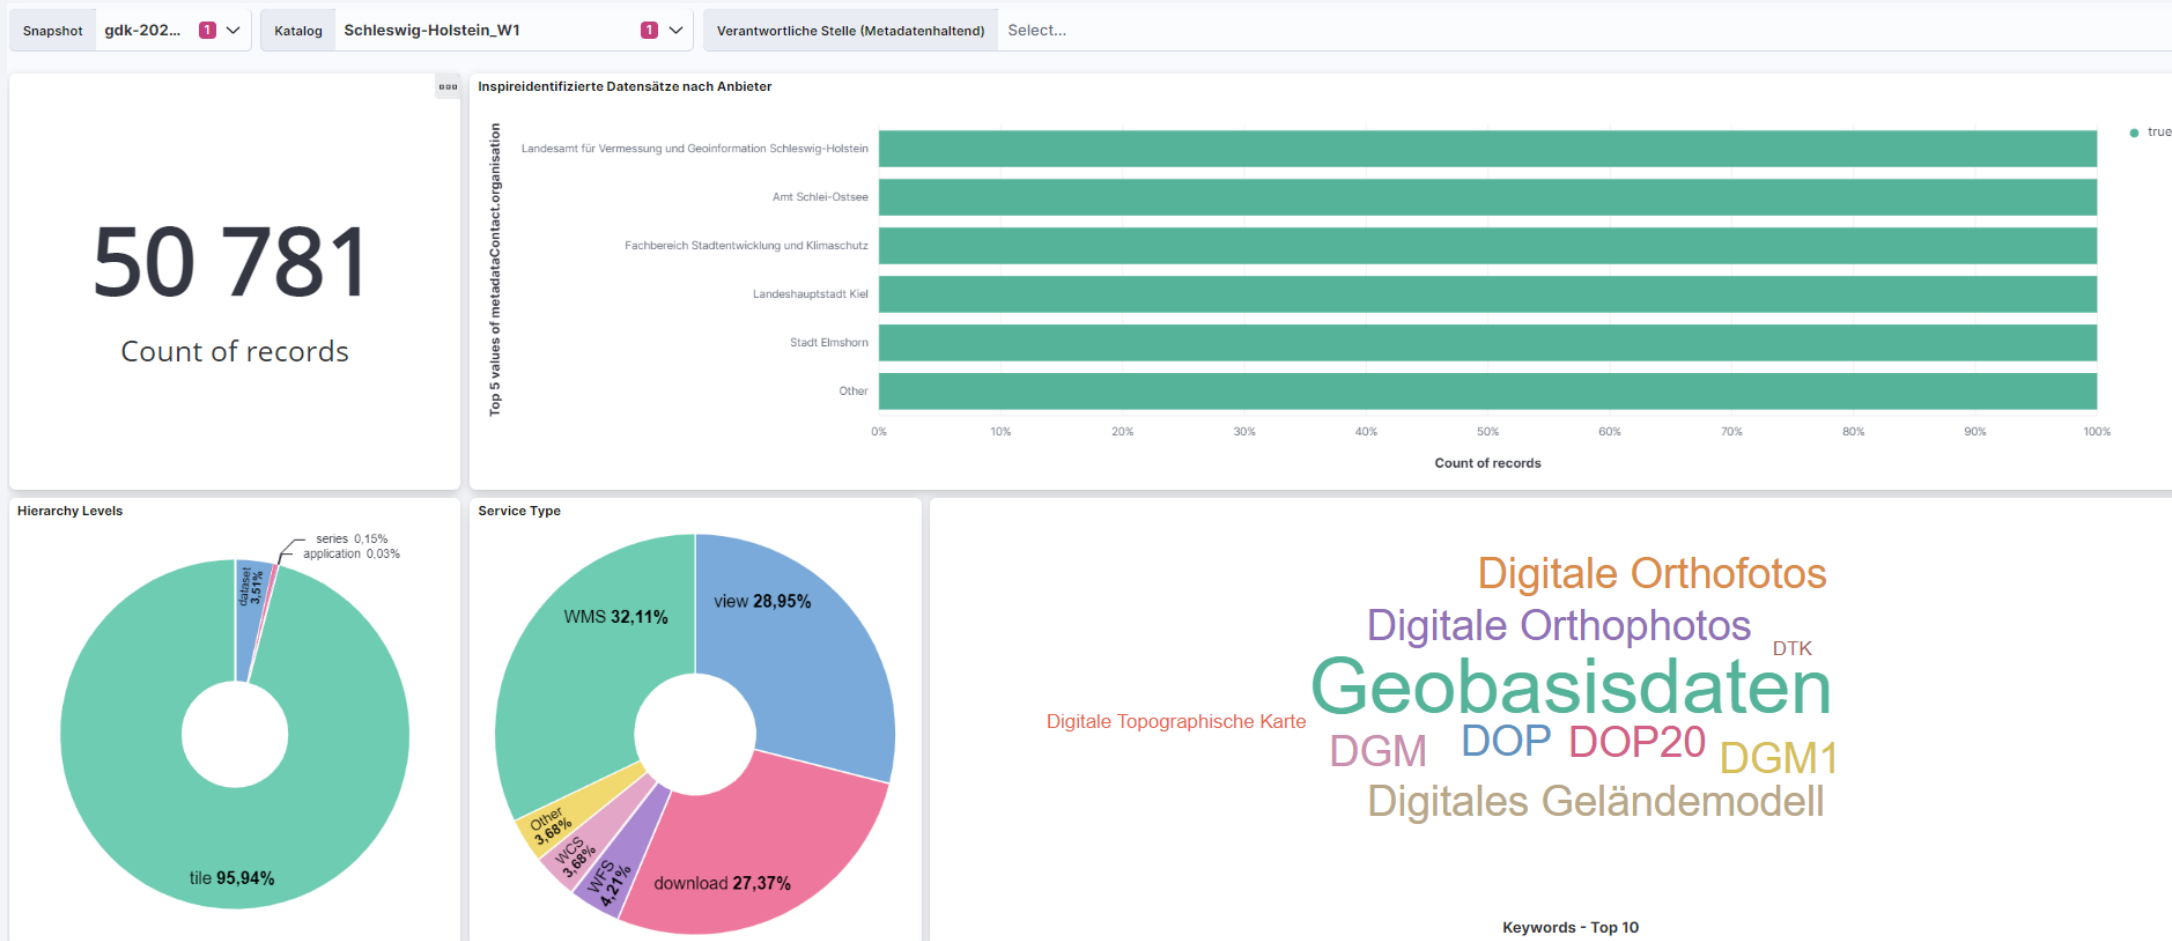 Snapshot gdk-202... 1 Katalog Schleswig-Holstein_W1 1 Verantwortliche Stelle (Metadatenhaltend) Select...
50 781
Count of records
Inspireidentifizierte Datensätze nach Anbieter
Top 5 values of metadataContact.organisation
Landesamt für Vermessung und Geoinformation Schleswig-Holstein
Amt Schlei-Ostsee
Fachbereich Stadtentwicklung und Klimaschutz
Landeshauptstadt Kiel
Stadt Elmshorn
Other
0% 10% 20% 30% 40% 50% 60% 70% 80% 90% 100%
Count of records
true
Hierarchy Levels
series 0,15%
application 0,03%
dataset
3,51%
tile 95,94%
Service Type
WMS 32,11%
view 28,95%
Other
3,68%
WCS
3,68%
WFS
4,21%
download 27,37%
Digitale Orthofotos
Digitale Orthophotos
DTK
Geobasisdaten
Digitale Topographische Karte
DGM DOP DOP20 DGM1
Digitales Geländemodell
Keywords - Top 10